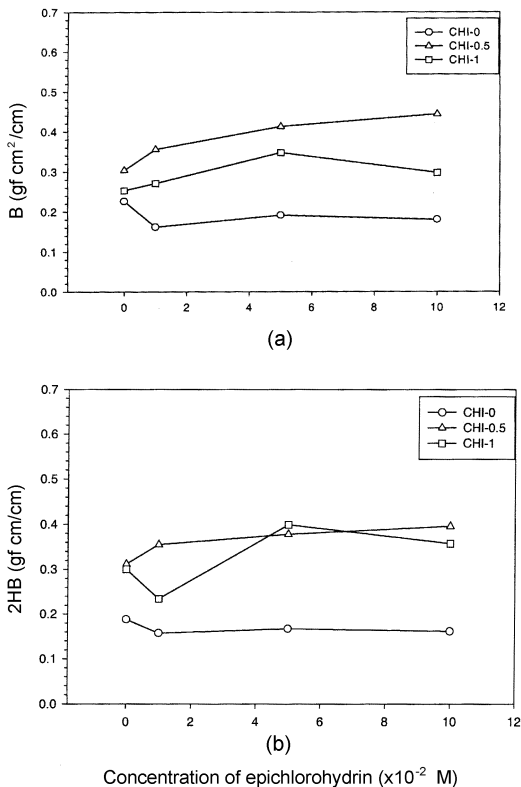 0.7
0.6
0.5
0.4
0.3
0.2
0.1
0.0
B (gf cm²/cm)
CHI-0
CHI-0.5
CHI-1
0 2 4 6 8 10 12
(a)
0.7
0.6
0.5
0.4
0.3
0.2
0.1
0.0
2HB (gf cm/cm)
CHI-0
CHI-0.5
CHI-1
0 2 4 6 8 10 12
(b)
Concentration of epichlorohydrin (x10⁻² M)